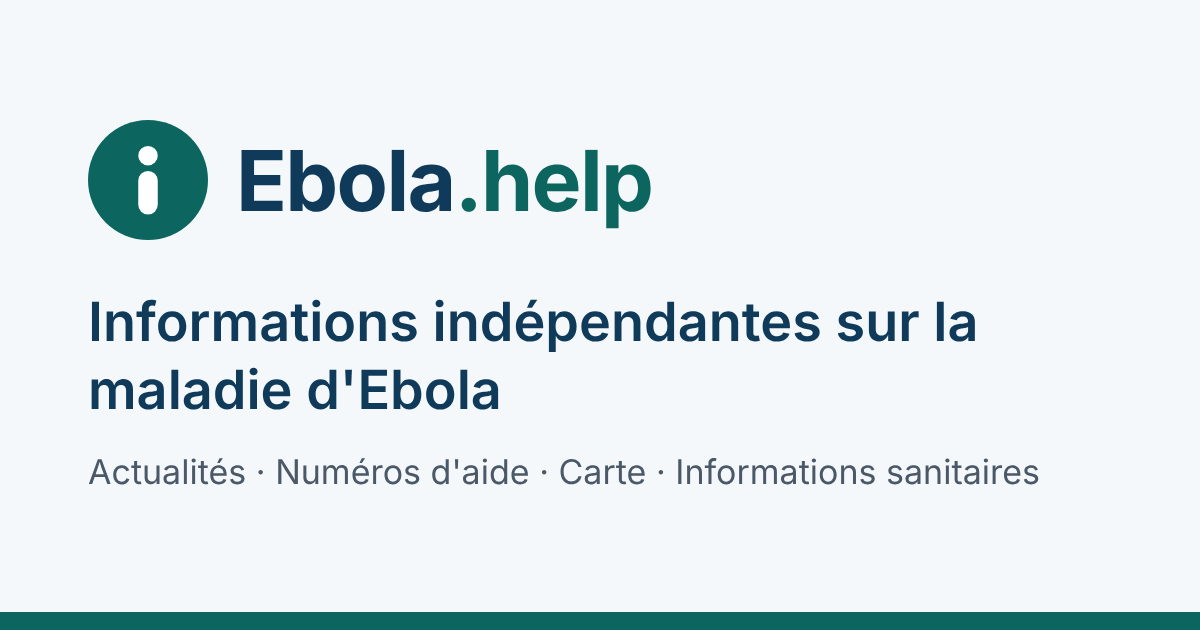 Ebola.help
Informations indépendantes sur la
maladie d'Ebola
Actualités · Numéros d'aide · Carte · Informations sanitaires